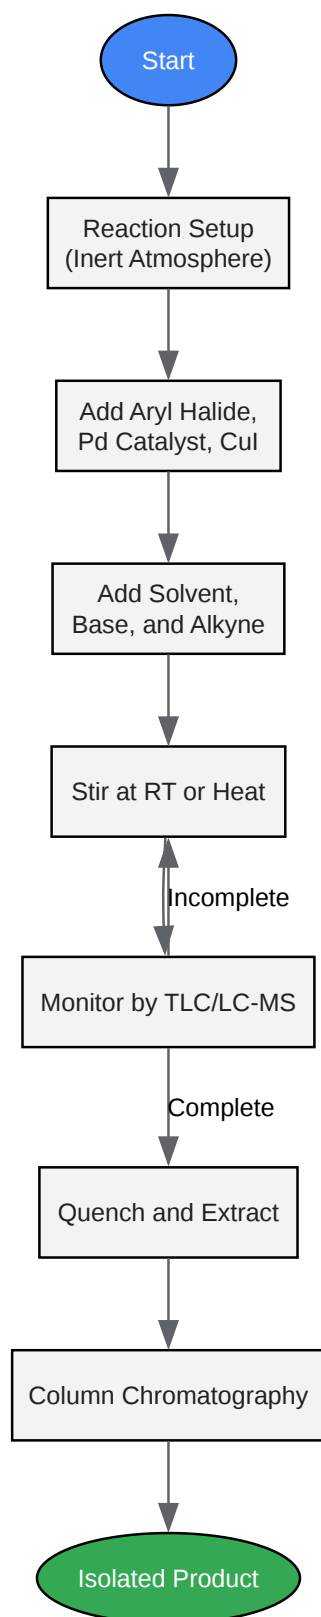 Start
Reaction Setup
(Inert Atmosphere)
Add Aryl Halide,
Pd Catalyst, CuI
Add Solvent,
Base, and Alkyne
Stir at RT or Heat
Incomplete
Monitor by TLC/LC-MS
Complete
Quench and Extract
Column Chromatography
Isolated Product